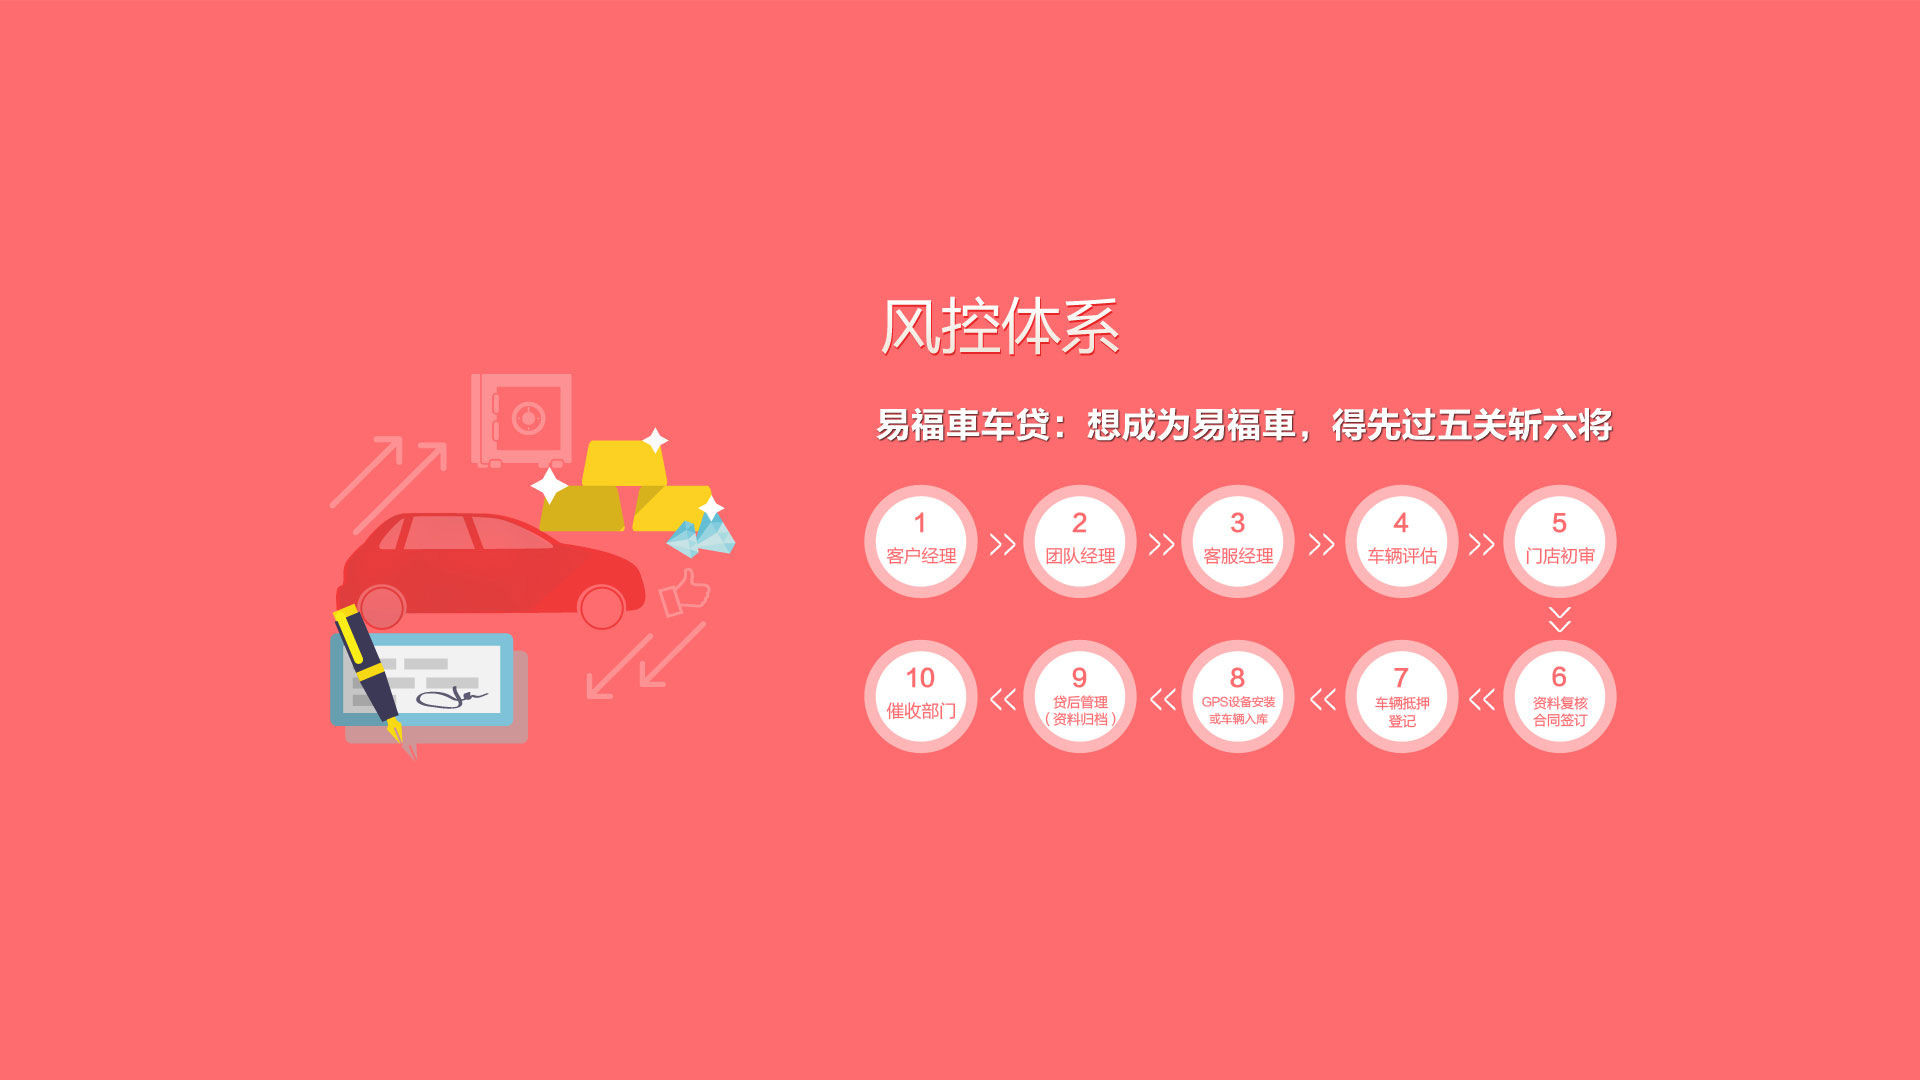 风控体系
易福車车贷：想成为易福車，得先过五关斩六将
1
客户经理
2
团队经理
3
客服经理
4
车辆评估
5
门店初审
6
资料复核
合同签订
7
车辆抵押
登记
8
GPS设备安装
或车辆入库
9
贷后管理
（资料归档）
10
催收部门